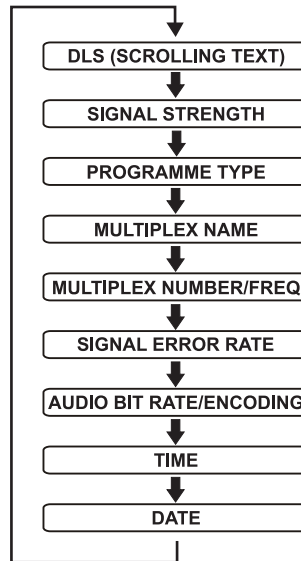 DLS (SCROLLING TEXT)
SIGNAL STRENGTH
PROGRAMME TYPE
MULTIPLEX NAME
MULTIPLEX NUMBER/FREQ
SIGNAL ERROR RATE
AUDIO BIT RATE/ENCODING
TIME
DATE